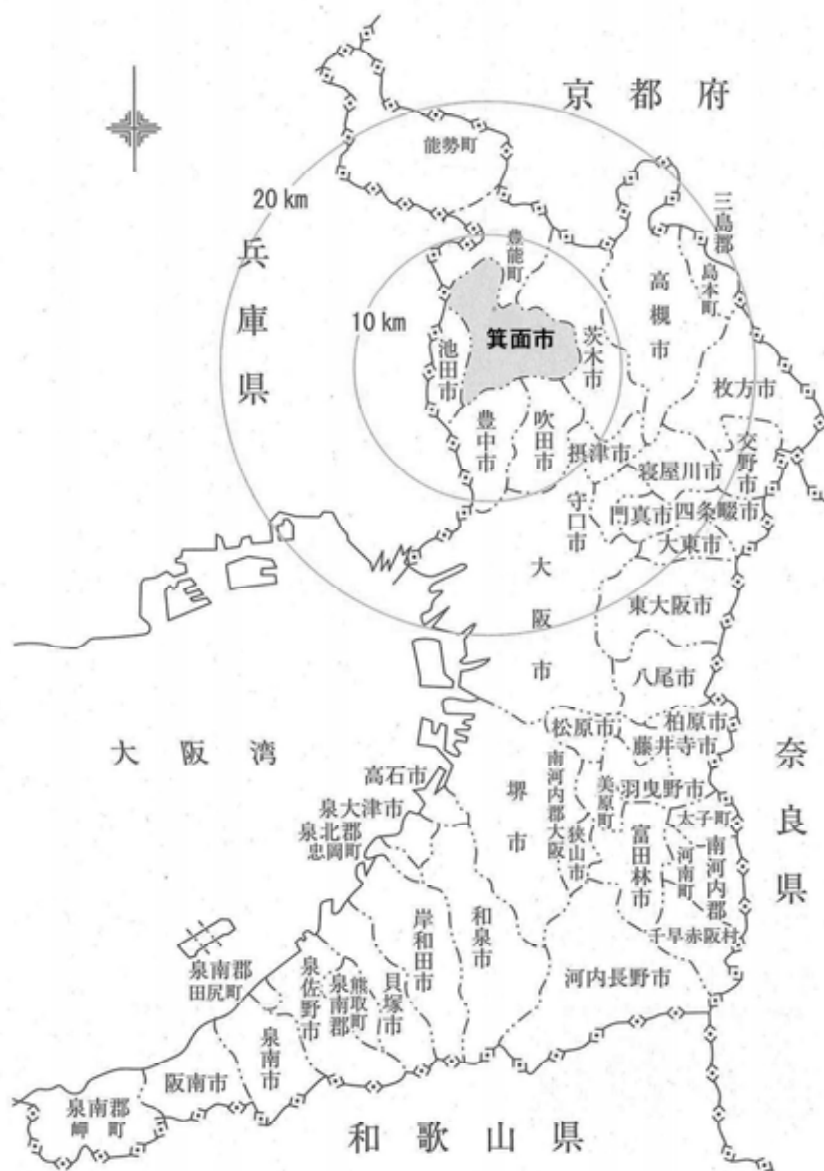 京都府
能勢町
20 km
三島郡
島本町
兵庫県
豊能町
高槻市
10 km
箕面市
茨木市
池田市
枚方市
豊中市
吹田市
摂津市
交野市
寝屋川市
守口市
門真市
四条畷市
大東市
大阪市
東大阪市
八尾市
松原市
柏原市
藤井寺市
大阪湾
奈良県
高石市
南河内郡大阪
狭山市
美原町
羽曳野市
泉大津市
堺市
太子町
泉北郡
忠岡町
富田林市
河南町
南河内郡
千早赤阪村
岸和田市
和泉市
泉南郡
田尻町
泉佐野市
泉南郡
熊取町
貝塚市
河内長野市
泉南市
阪南市
泉南郡
岬町
和歌山県